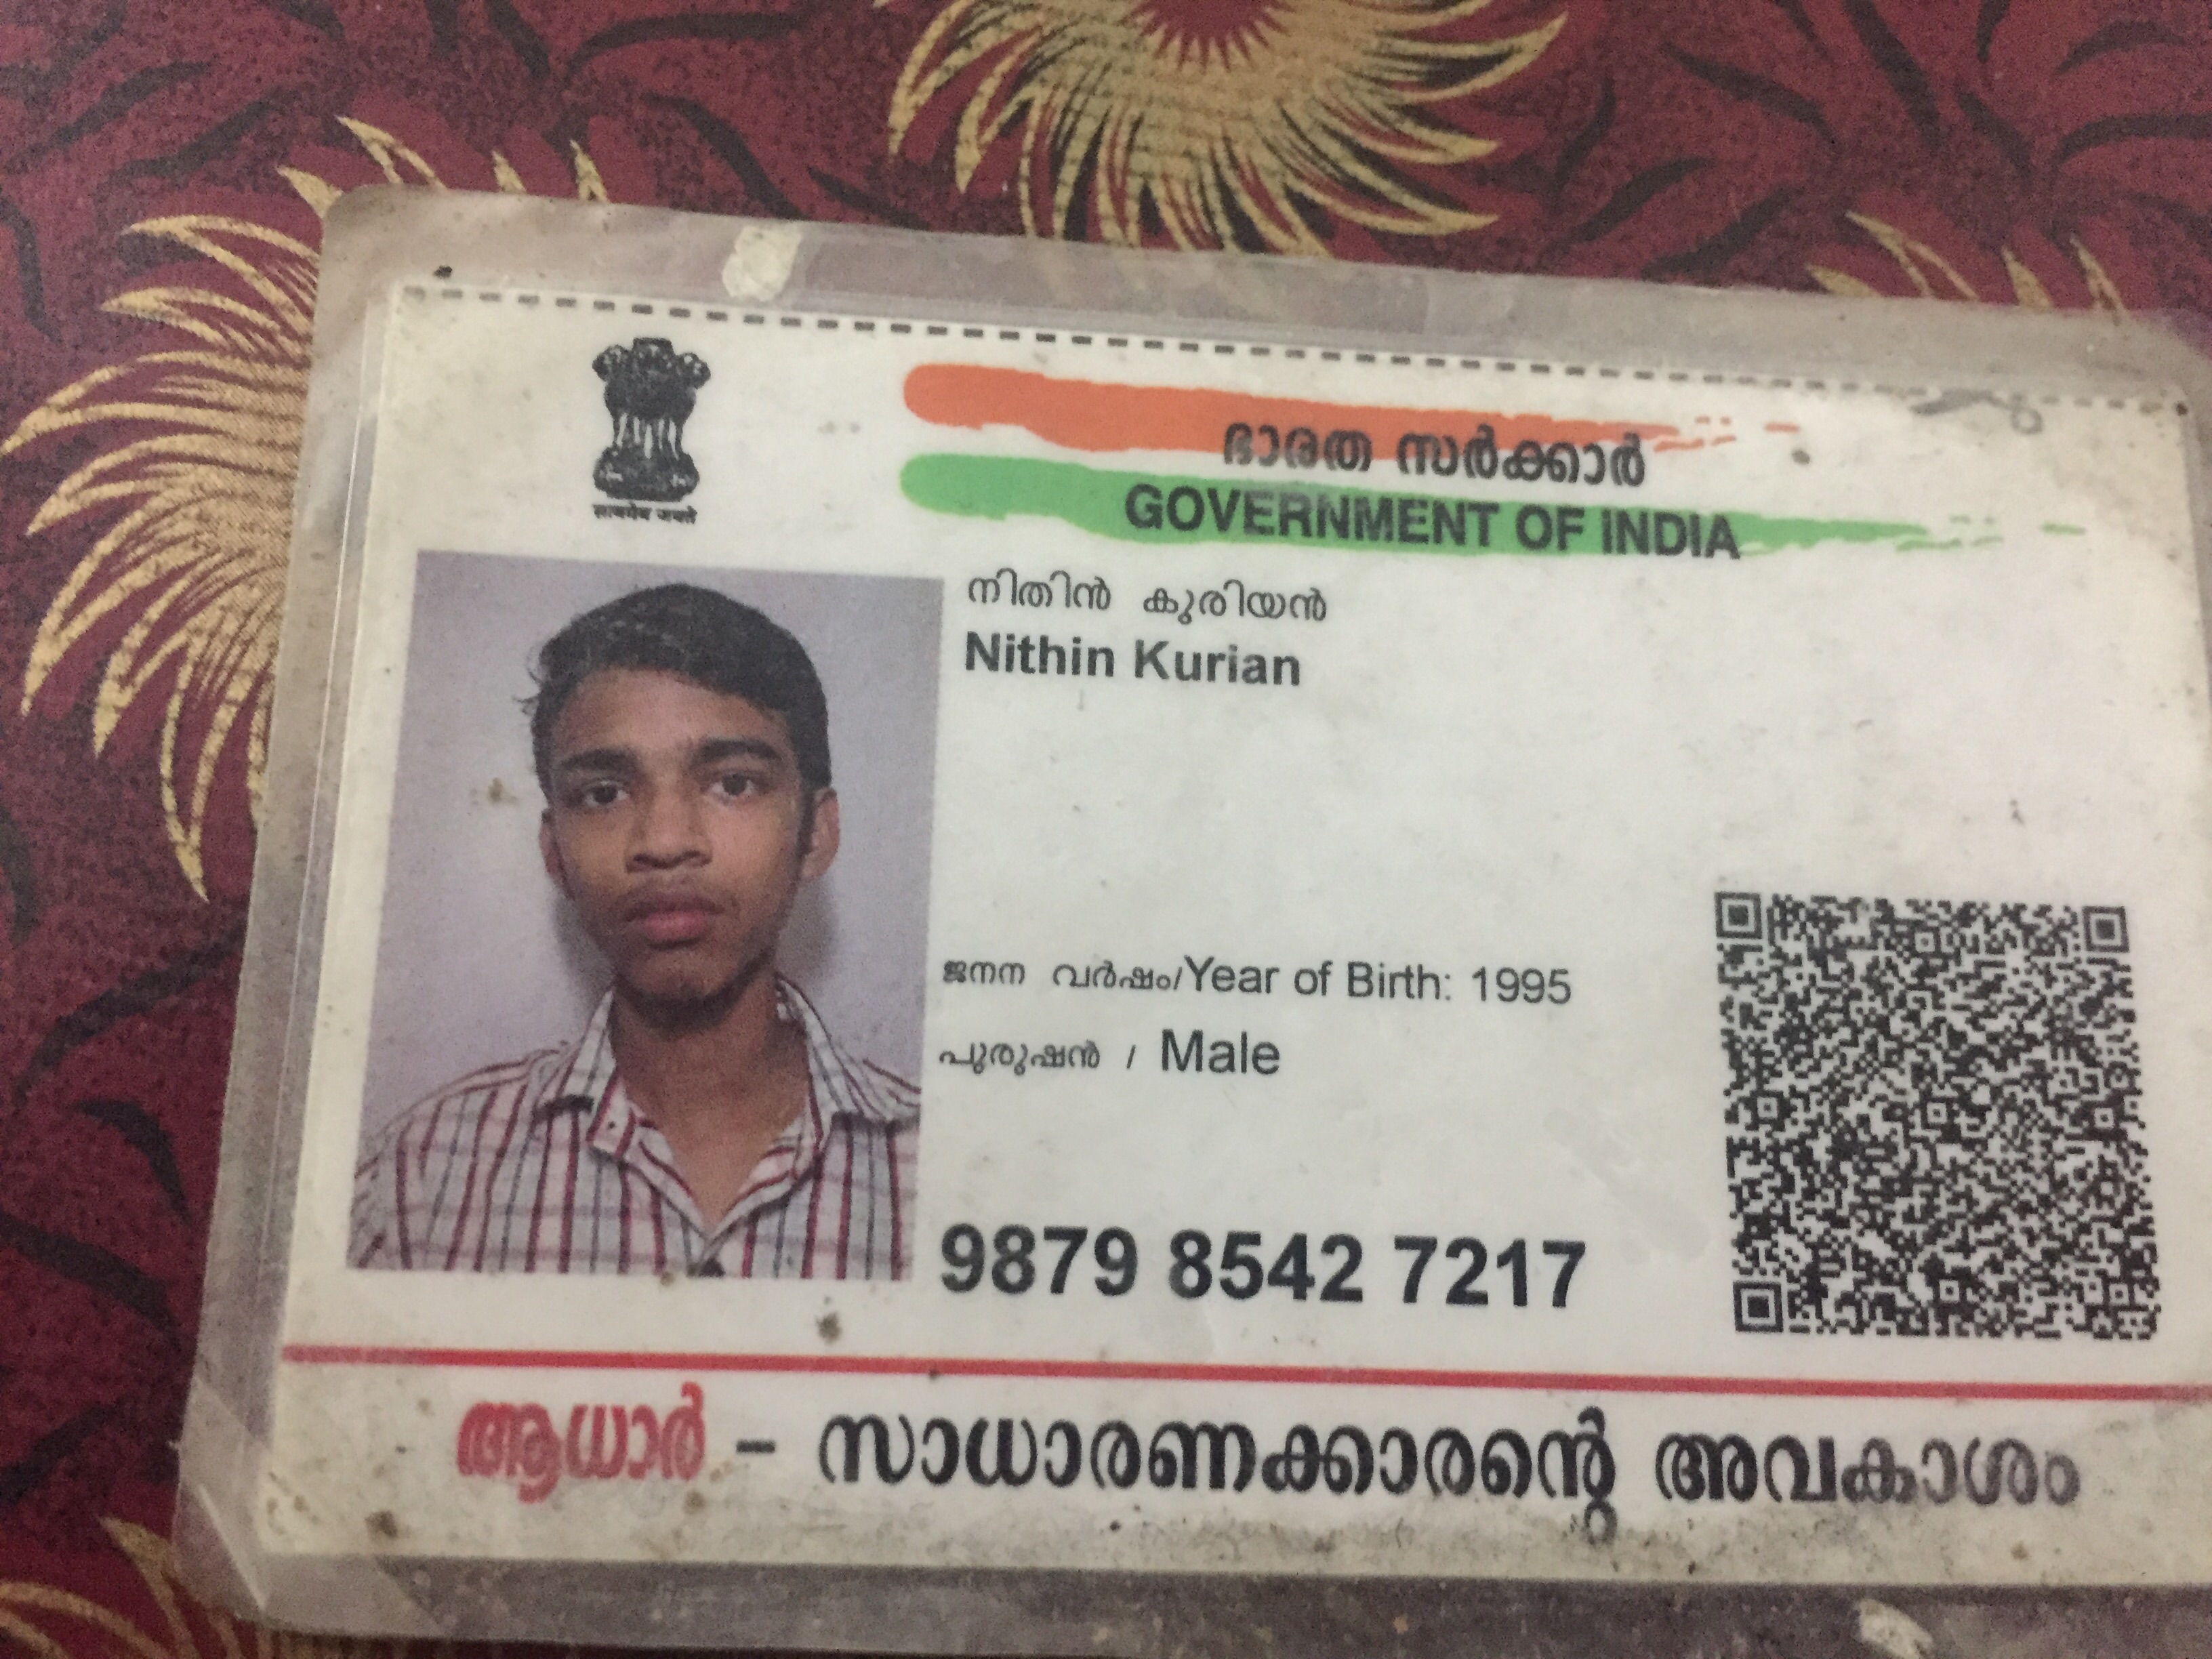 ഭാരത സർക്കാർ
GOVERNMENT OF INDIA
നിതിൻ കുരിയൻ
Nithin Kurian
ജനന വർഷം/Year of Birth: 1995
പുരുഷൻ / Male
9879 8542 7217
ആധാർ - സാധാരണക്കാരന്റെ അവകാശം